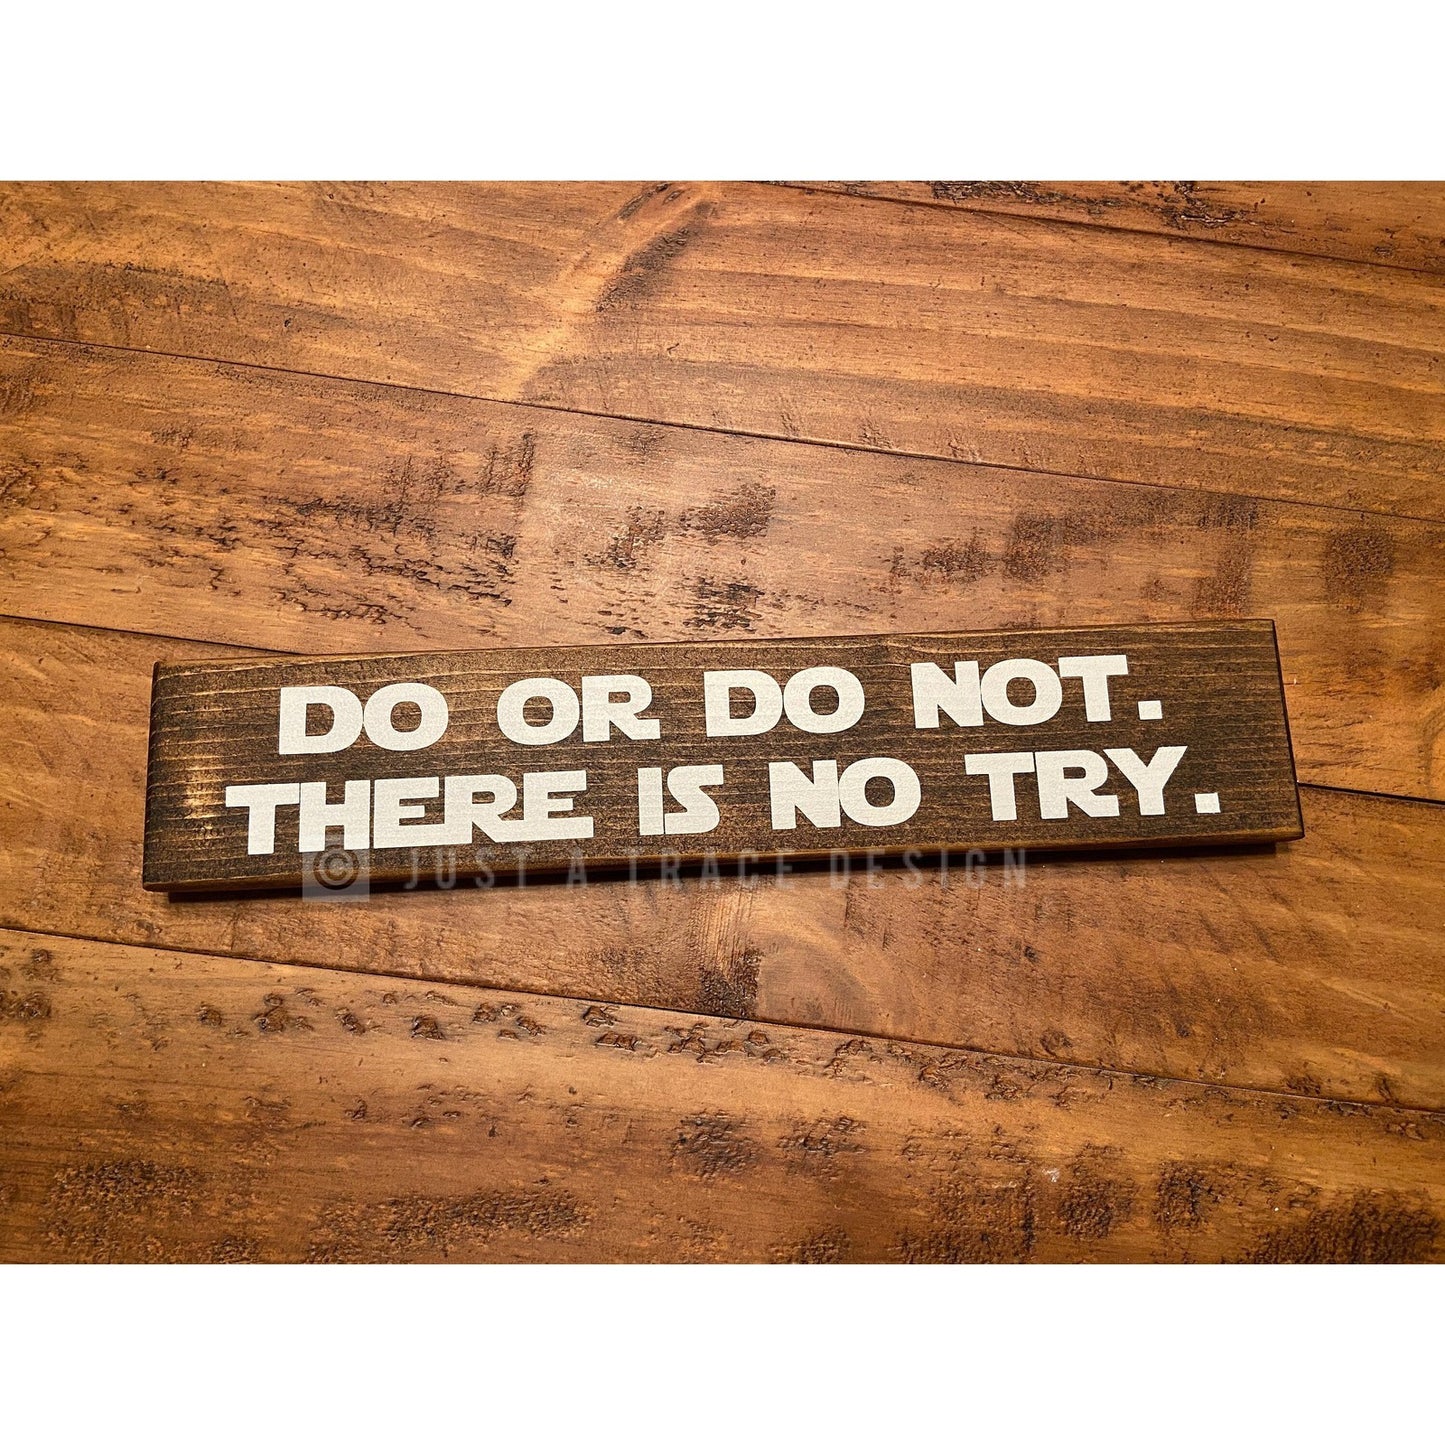 DO OR DO NOT.
THERE IS NO TRY.
© JUST A TRACE DESIGN